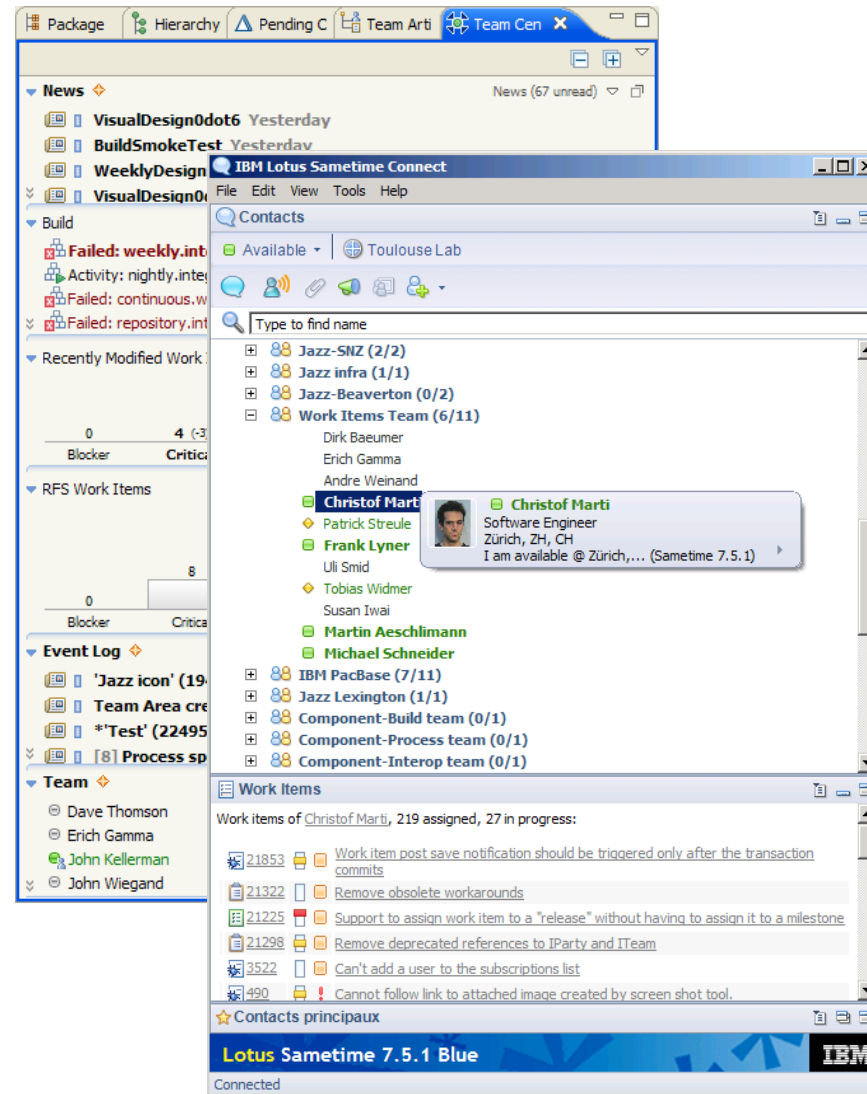 Package
Hierarchy
Pending C
Team Arti
Team Cen
News
News (67 unread)
VisualDesign0dot6 Yesterday
BuildSmokeTest Yesterday
WeeklyDesign
VisualDesign0
Build
Failed: weekly.int
Activity: nightly.integ
Failed: continuous.w
Failed: repository.int
Recently Modified Work
0
4 (-3)
Blocker
Critica
RFS Work Items
8
0
Blocker
Critica
Event Log
'Jazz icon' (19
Team Area cre
*'Test' (22495
[8] Process sp
Team
Dave Thomson
Erich Gamma
John Kellerman
John Wiegand
IBM Lotus Sametime Connect
File Edit View Tools Help
Contacts
Available
Toulouse Lab
Type to find name
Jazz-SNZ (2/2)
Jazz infra (1/1)
Jazz-Beaverton (0/2)
Work Items Team (6/11)
Dirk Baeumer
Erich Gamma
Andre Weinand
Christof Marti
Patrick Streule
Frank Lyner
Uli Smid
Tobias Widmer
Susan Iwai
Martin Aeschlimann
Michael Schneider
Christof Marti
Software Engineer
Zürich, ZH, CH
I am available @ Zürich,... (Sametime 7.5.1)
IBM PacBase (7/11)
Jazz Lexington (1/1)
Component-Build team (0/1)
Component-Process team (0/1)
Component-Interop team (0/1)
Work Items
Work items of Christof Marti, 219 assigned, 27 in progress:
21853 Work item post save notification should be triggered only after the transaction
commits
21322 Remove obsolete workarounds
21225 Support to assign work item to a "release" without having to assign it to a milestone
21298 Remove deprecated references to IParty and ITeam
3522 Can't add a user to the subscriptions list
490 Cannot follow link to attached image created by screen shot tool.
Contacts principaux
Lotus Sametime 7.5.1 Blue
IBM
Connected